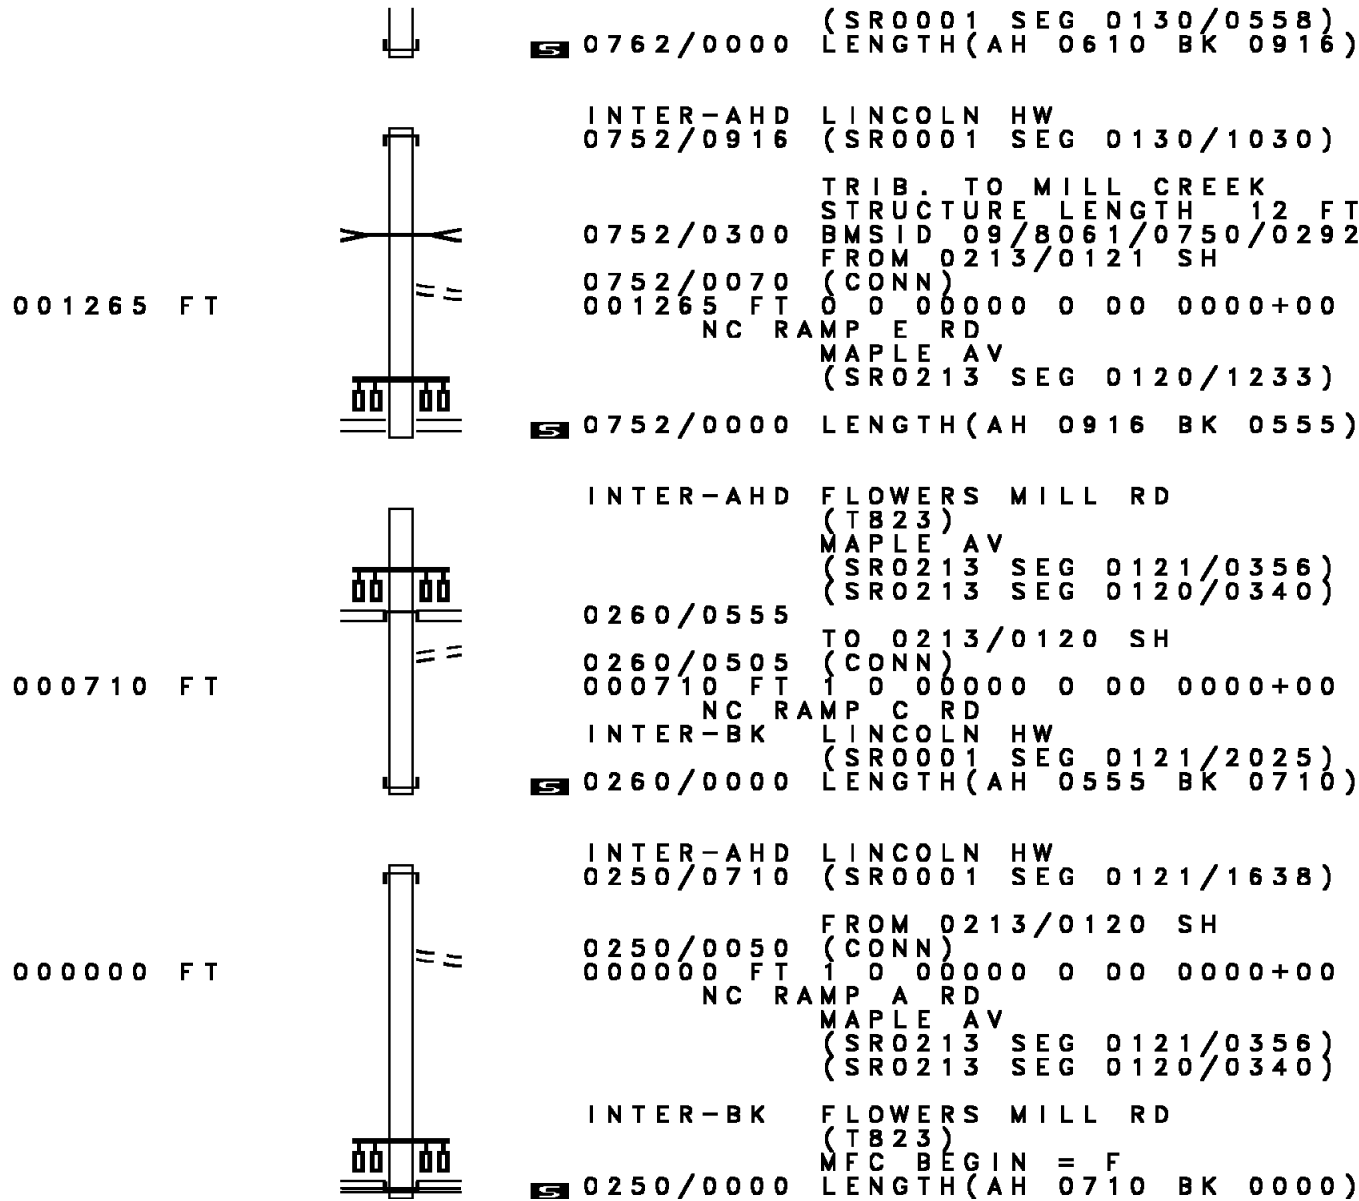 (SR0001 SEG 0130/0558)
S 0762/0000 LENGTH(AH 0610 BK 0916)
INTER-AHD LINCOLN HW
0752/0916 (SR0001 SEG 0130/1030)
TRIB. TO MILL CREEK
STRUCTURE LENGTH 12 FT
0752/0300 BMSID 09/8061/0750/0292
FROM 0213/0121 SH
0752/0070 (CONN)
001265 FT 001265 FT 0 0 00000 0 00 0000+00
NC RAMP E RD
MAPLE AV
(SR0213 SEG 0120/1233)
S 0752/0000 LENGTH(AH 0916 BK 0555)
INTER-AHD FLOWERS MILL RD
(T823)
MAPLE AV
(SR0213 SEG 0121/0356)
(SR0213 SEG 0120/0340)
0260/0555
TO 0213/0120 SH
0260/0505 (CONN)
000710 FT 000710 FT 1 0 00000 0 00 0000+00
NC RAMP C RD
INTER-BK LINCOLN HW
(SR0001 SEG 0121/2025)
S 0260/0000 LENGTH(AH 0555 BK 0710)
INTER-AHD LINCOLN HW
0250/0710 (SR0001 SEG 0121/1638)
FROM 0213/0120 SH
0250/0050 (CONN)
000000 FT 000000 FT 1 0 00000 0 00 0000+00
NC RAMP A RD
MAPLE AV
(SR0213 SEG 0121/0356)
(SR0213 SEG 0120/0340)
INTER-BK FLOWERS MILL RD
(T823)
MFC BEGIN = F
S 0250/0000 LENGTH(AH 0710 BK 0000)